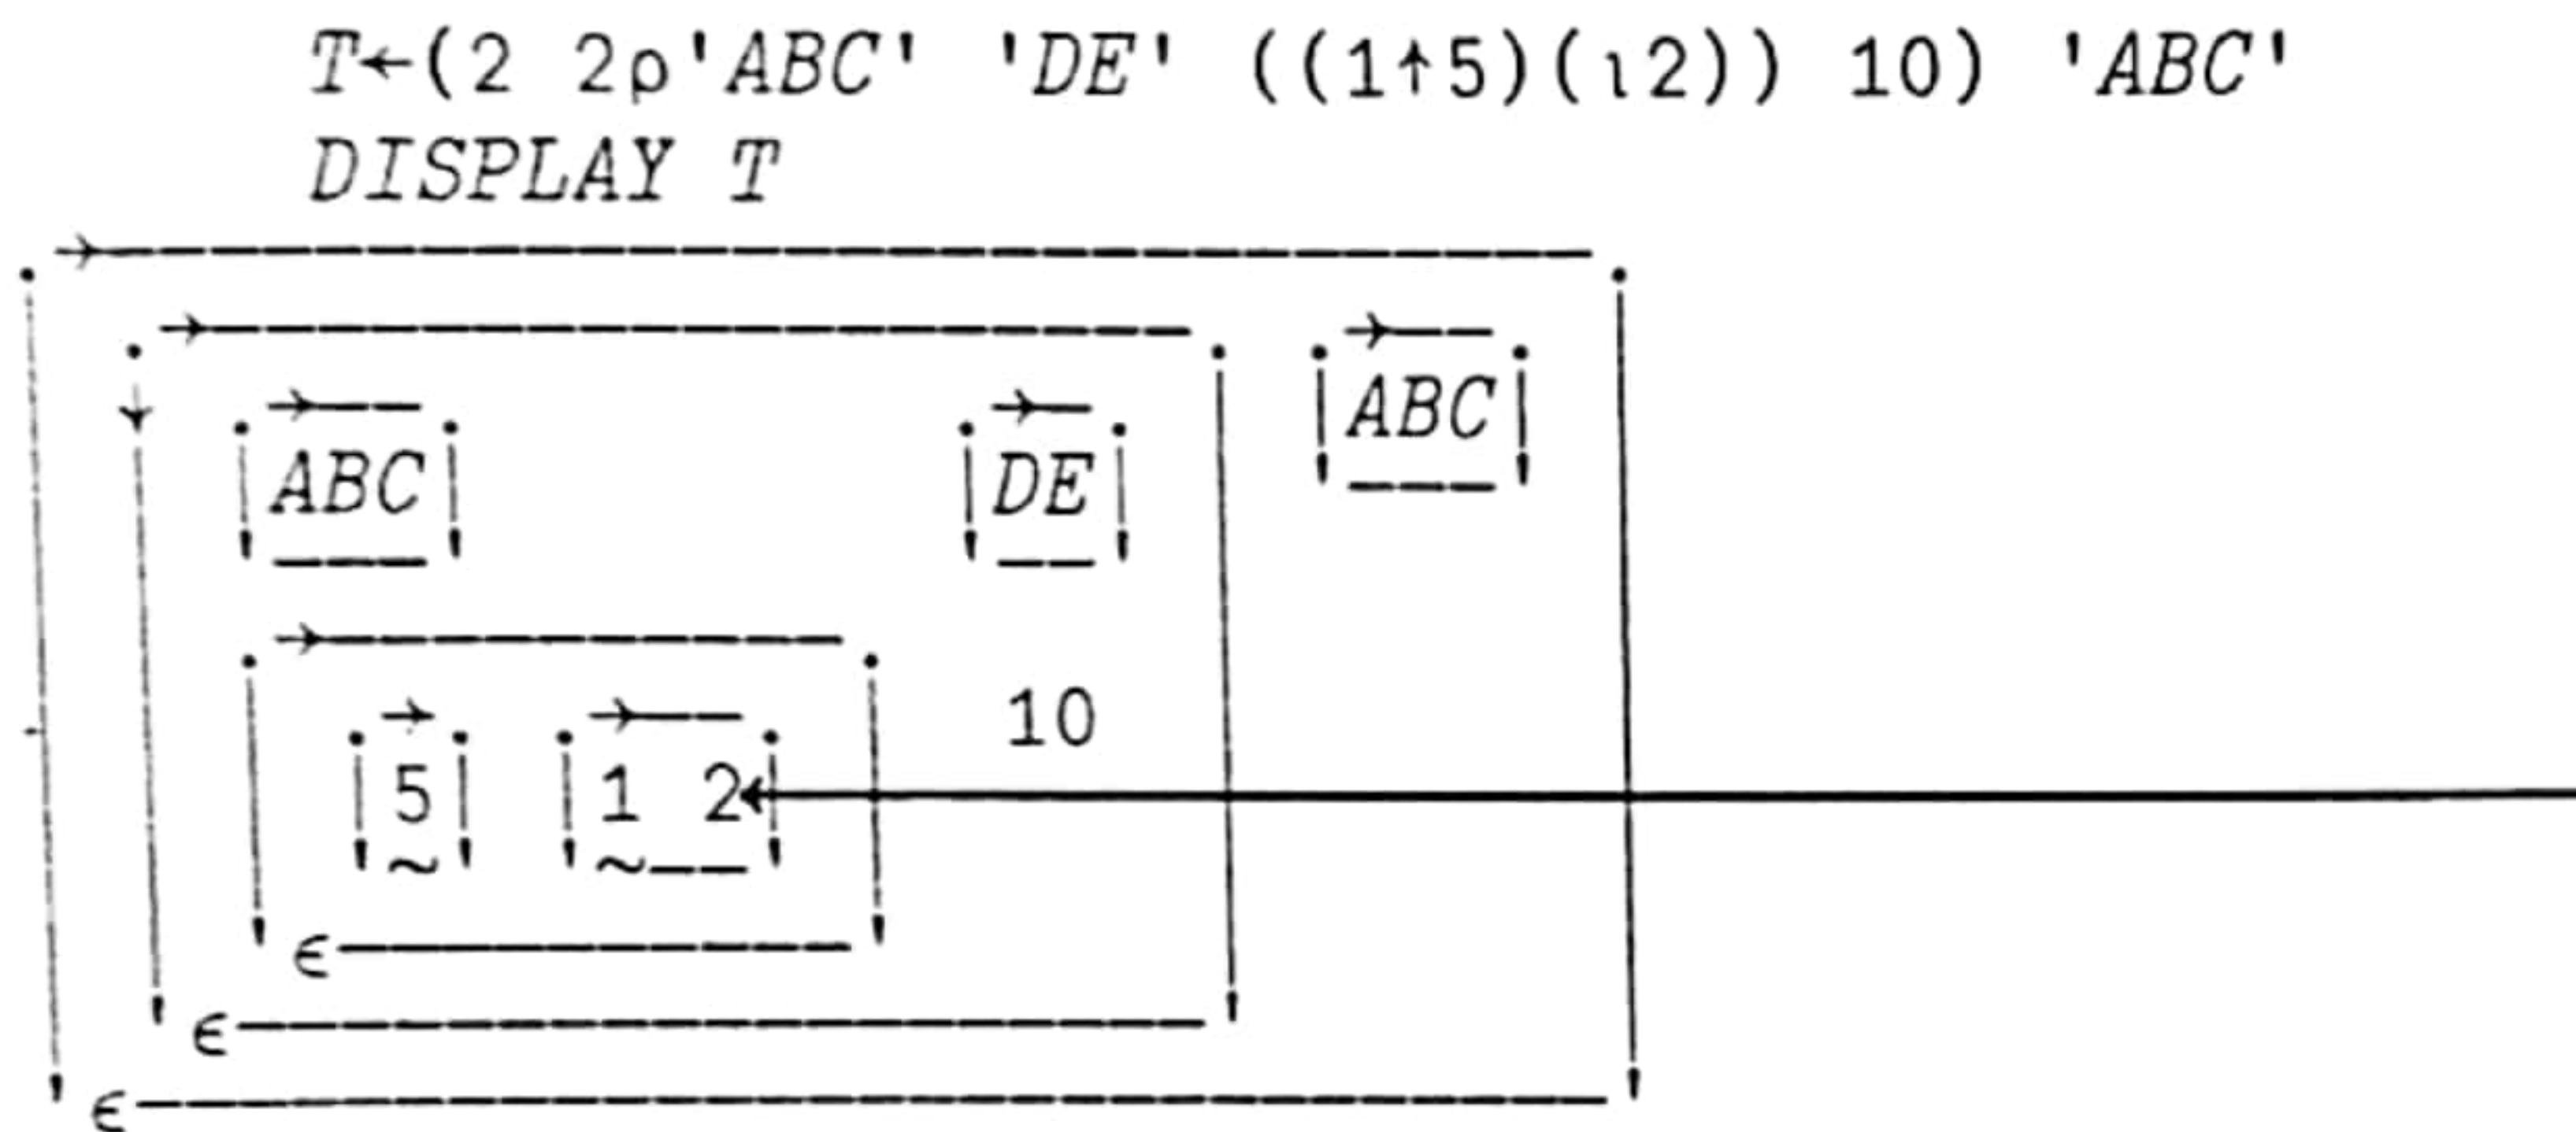 T←(2 2⍴'ABC' 'DE' ((1↑5)(⍳2)) 10) 'ABC'
DISPLAY T
ABC
ABC DE
10
5 1 2